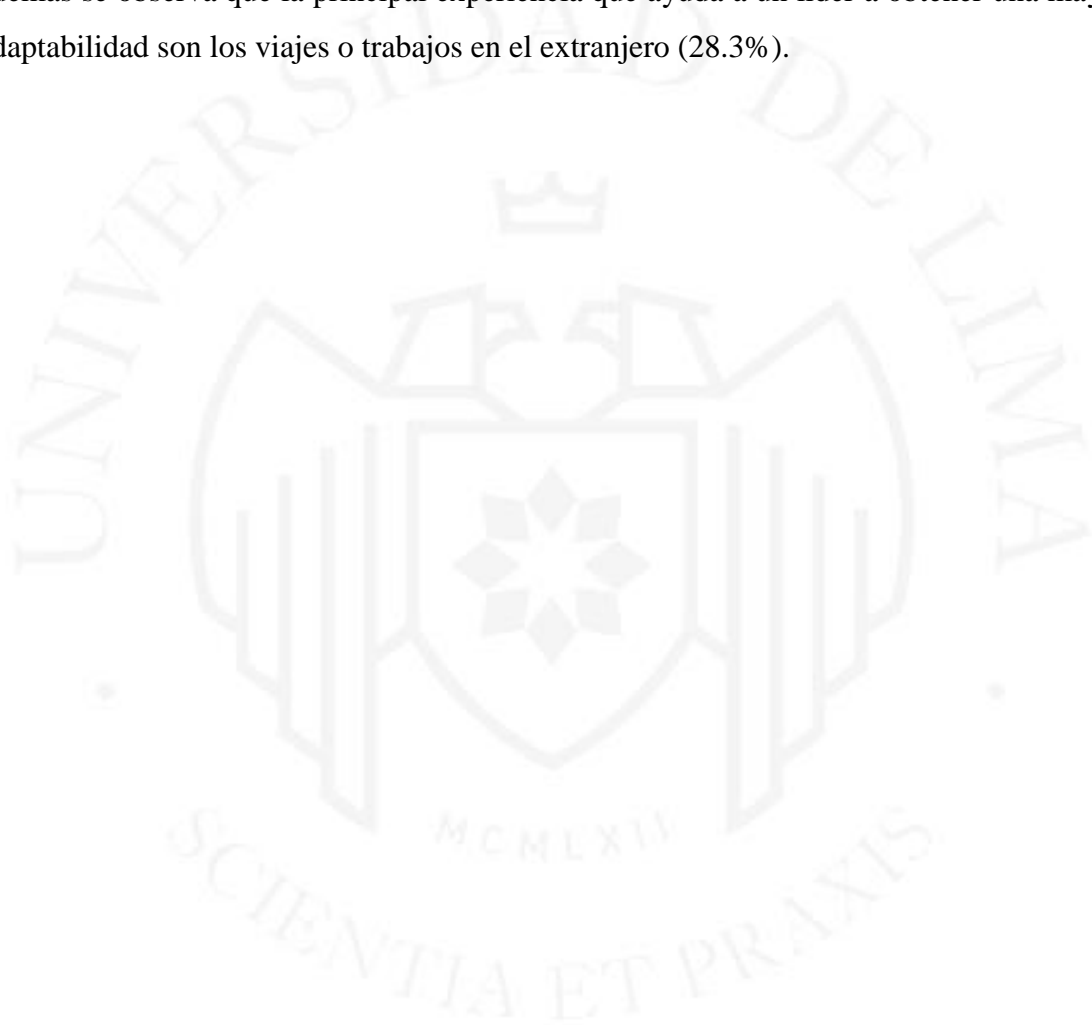 demás se observa que la principal experiencia que ayuda a un líder a obtener una
daptabilidad son los viajes o trabajos en el extranjero (28.3%).
UNIVERSIDAD DE LIMA
MCMLXII
SCIENTIA ET PRAXIS